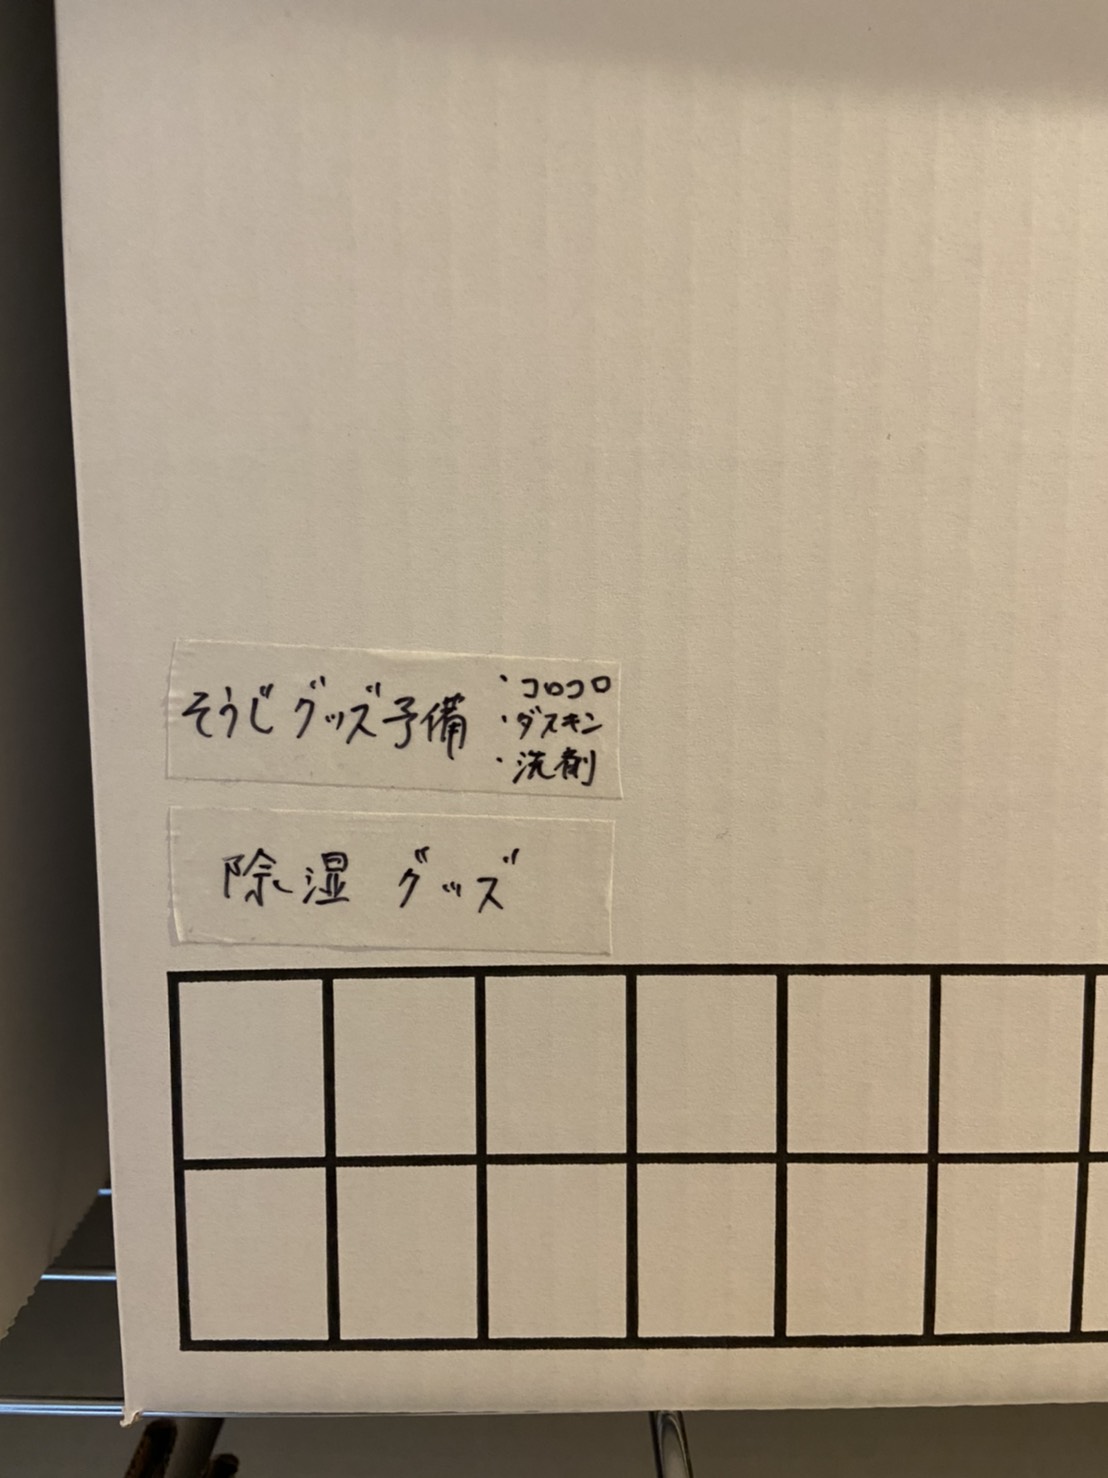 そうじグッズ予備
・コロコロ
・ダスキン
・洗剤
除湿 グッズ